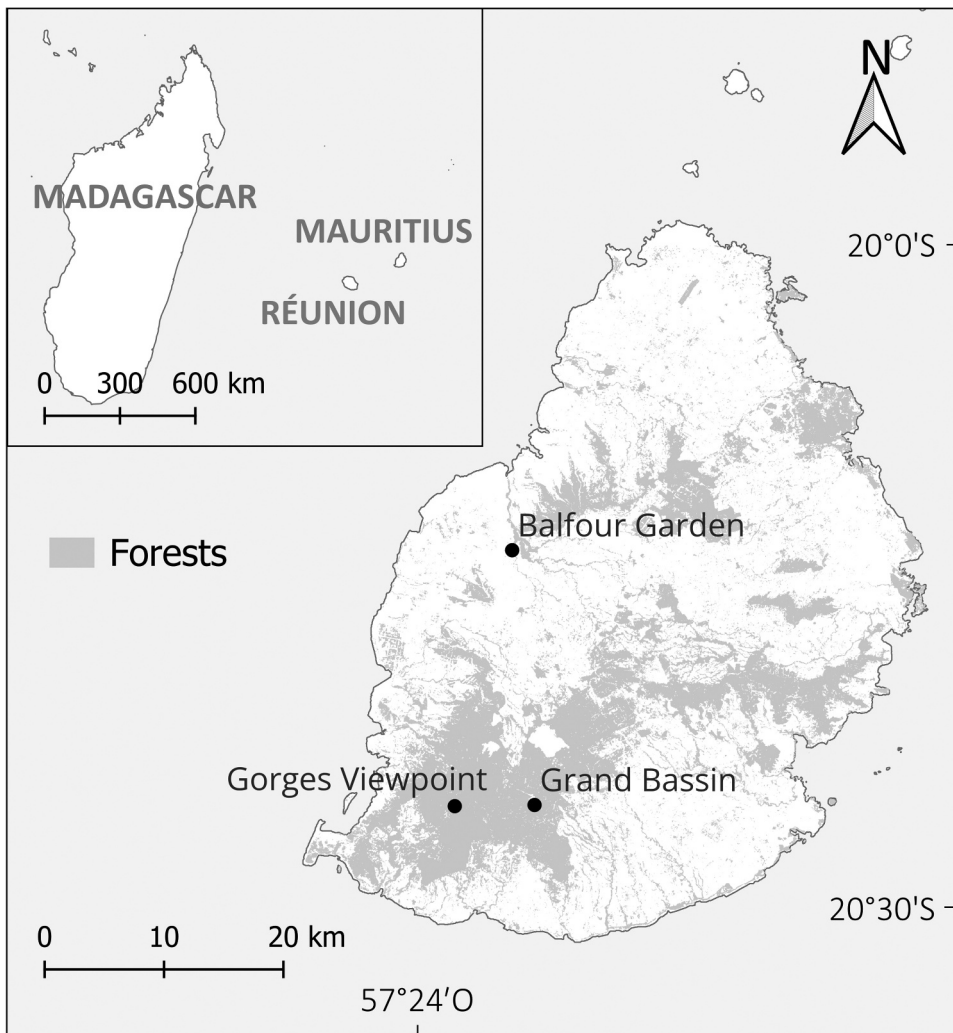 MADAGASCAR
MAURITIUS
RÉUNION
0 300 600 km
N
20°0'S
Balfour Garden
Forests
Gorges Viewpoint
Grand Bassin
20°30'S
0 10 20 km
57°24'O